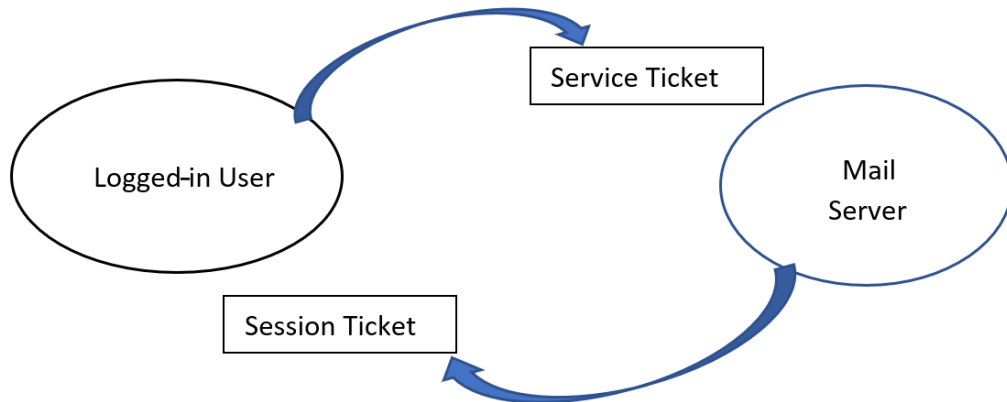 Service Ticket
Logged-in User
Mail
Server
Session Ticket